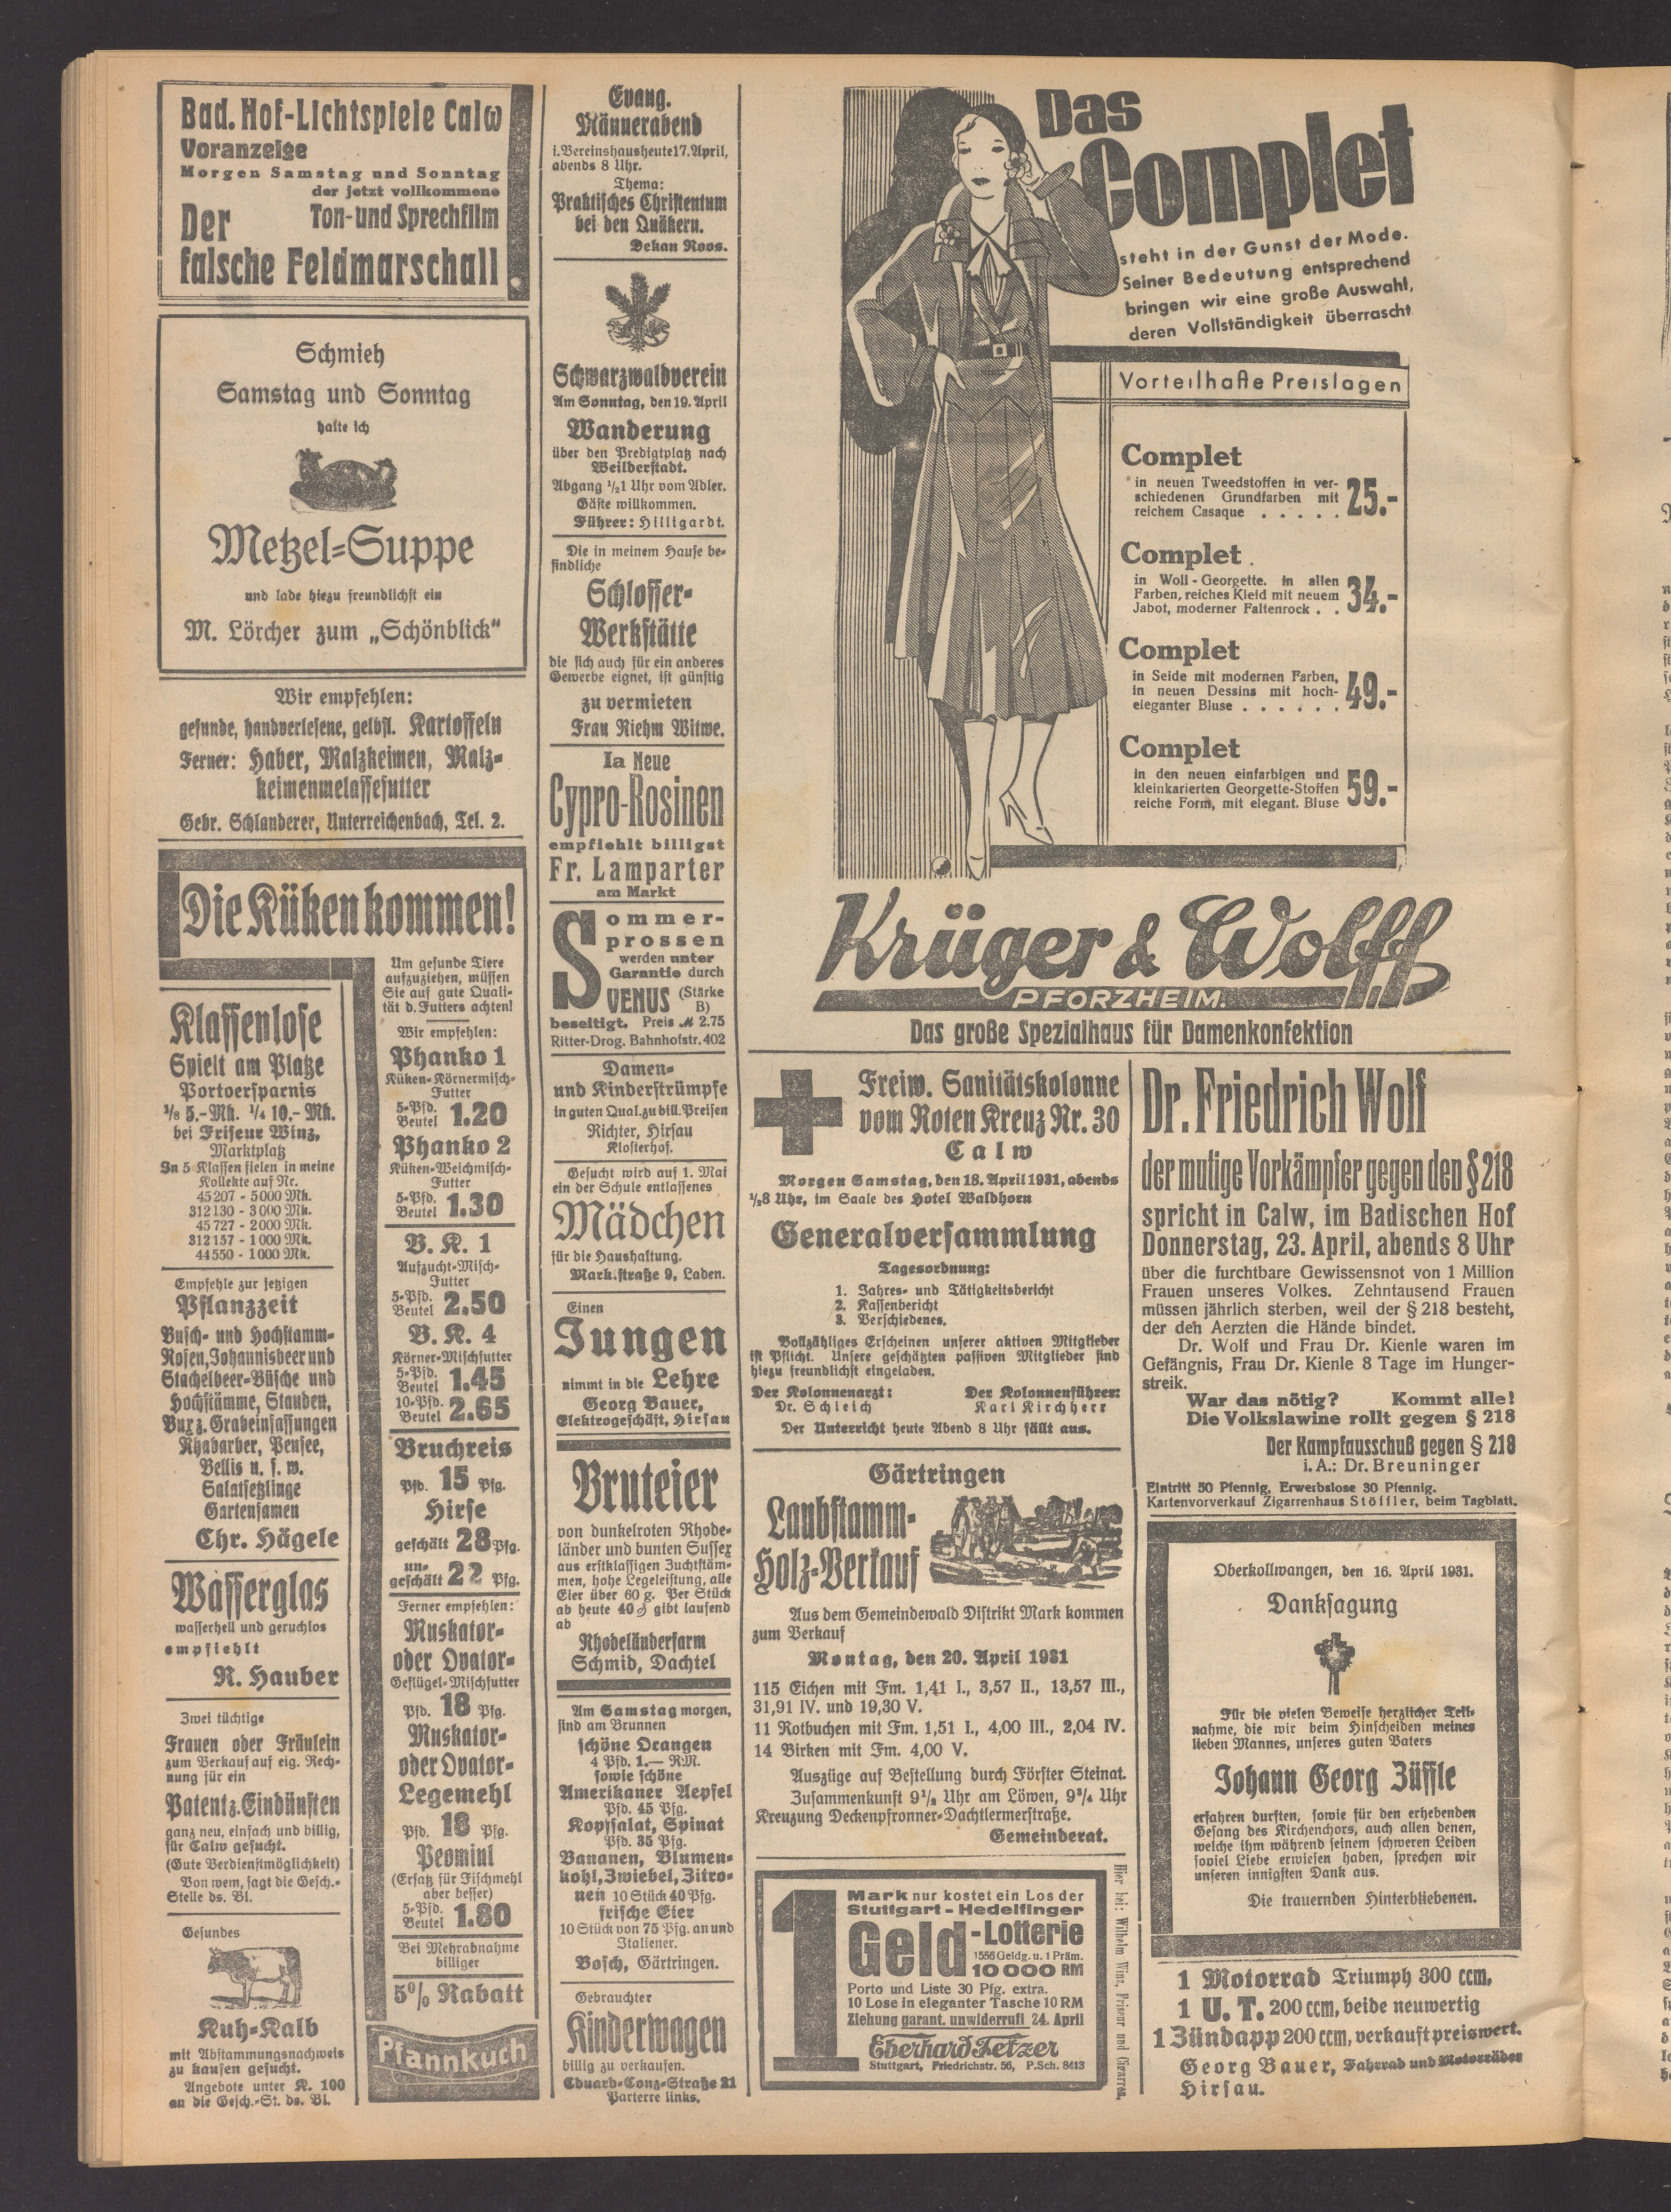 Bad. Hof-Lichtspiele Calw
Voranzeige
Morgen Samstag und Sonntag
der jetzt vollkommene
Ton- und Sprechfilm
Der
falsche Feldmarschall
Schmieh
Samstag und Sonntag
halte ich
Metzel-Suppe
und lade hiezu freundlichst ein
M. Lörcher zum „Schönblick"
Wir empfehlen:
gesunde, handverlesene, gelbfl. Kartoffeln
Ferner: Haber, Malzkeimen, Malz-
keimenmelassefutter
Gebr. Schlanderer, Unterreichenbach, Tel. 2.
Die Küken kommen!
Um gesunde Tiere
aufzuziehen, müssen
Sie auf gute Quali-
tät d. Futters achten!
Wir empfehlen:
Phanko 1
Küken-Körnermisch-
Futter
5-Pfd.
Beutel 1.20
Phanko 2
Küken-Weichmisch-
Futter
5-Pfd.
Beutel 1.30
B. K. 1
Aufzucht-Misch-
Futter
5-Pfd.
Beutel 2.50
B. K. 4
Körner-Mischfutter
5-Pfd.
Beutel 1.45
10-Pfd.
Beutel 2.65
Bruchreis
Pfd. 15 Pfg.
Hirse
geschält 28 Pfg.
un-
geschält 22 Pfg.
Ferner empfehlen:
Muskator-
oder Ovator-
Geflügel-Mischfutter
Pfd. 18 Pfg.
Muskator-
oder Ovator-
Legemehl
Pfd. 18 Pfg.
Peomiul
(Ersatz für Fischmehl
aber besser)
5-Pfd.
Beutel 1.80
Bei Mehrabnahme
billiger
5% Rabatt
Pfannkuch
Klassenlose
Spielt am Platze
Portoersparnis
1/8 5.-Mk. 1/4 10.-Mk.
bei Friseur Winz,
Marktplatz
In 5 Klassen fielen in meine
Kollekte auf Nr.
45207 - 5000 Mk.
312130 - 3000 Mk.
45727 - 2000 Mk.
312157 - 1000 Mk.
44550 - 1000 Mk.
Empfehle zur jetzigen
Pflanzzeit
Busch- und Hochstamm-
Rosen, Johannisbeer und
Stachelbeer-Büsche und
Hochstämme, Stauden,
Bux z. Grabeinfassungen
Rhabarber, Pensee,
Bellis u. s. w.
Salatsetzlinge
Gartensamen
Chr. Hägele
Wasserglas
wasserhell und geruchlos
empfiehlt
R. Hauber
Zwei tüchtige
Frauen oder Fräulein
zum Verkauf auf eig. Rech-
nung für ein
Patent z. Eindünsten
ganz neu, einfach und billig,
für Calw gesucht.
(Gute Verdienstmöglichkeit)
Von wem, sagt die Gesch.-
Stelle ds. Bl.
Gesundes
Kuh-Kalb
mit Abstammungsnachweis
zu kaufen gesucht.
Angebote unter K. 100
an die Gesch.-St. ds. Bl.
Evang.
Männerabend
i. Vereinshaus heute 17. April,
abends 8 Uhr.
Thema:
Praktisches Christentum
bei den Quäkern.
Dekan Roos.
Schwarzwaldverein
Am Sonntag, den 19. April
Wanderung
über den Predigtplatz nach
Weilderstadt.
Abgang ½1 Uhr vom Adler.
Gäste willkommen.
Führer: Hilligardt.
Die in meinem Hause be-
findliche
Schlosser-
Werkstätte
die sich auch für ein anderes
Gewerbe eignet, ist günstig
zu vermieten
Frau Riehm Witwe.
Ia Neue
Cypro-Rosinen
empfiehlt billigst
Fr. Lamparter
am Markt
Sommer-
prossen
werden unter
Garantie durch
VENUS (Stärke
B)
beseitigt. Preis ℳ 2.75
Ritter-Drog. Bahnhofstr. 402
Damen-
und Kinderstrümpfe
in guten Qual. zu bill. Preisen
Richter, Hirsau
Klosterhof.
Gesucht wird auf 1. Mai
ein der Schule entlassenes
Mädchen
für die Haushaltung.
Mark.straße 9, Laden.
Einen
Jungen
nimmt in die Lehre
Georg Bauer,
Elektrogeschäft, Hirsau
Bruteier
von dunkelroten Rhode-
länder und bunten Sussex
aus erstklassigen Zuchtstäm-
men, hohe Legeleistung, alle
Eier über 60 g. Per Stück
ab heute 40 ₰ gibt laufend
ab
Rhodeländerfarm
Schmid, Dachtel
Am Samstag morgen,
sind am Brunnen
schöne Orangen
4 Pfd. 1.— RM.
sowie schöne
Amerikaner Aepfel
Pfd. 45 Pfg.
Kopfsalat, Spinat
Pfd. 35 Pfg.
Bananen, Blumen-
kohl, Zwiebel, Zitro-
nen 10 Stück 40 Pfg.
frische Eier
10 Stück von 75 Pfg. an und
Italiener.
Bosch, Gärtringen.
Gebrauchter
Kinderwagen
billig zu verkaufen.
Eduard-Conz-Straße 21
Parterre links.
Das
Complet
steht in der Gunst der Mode.
Seiner Bedeutung entsprechend
bringen wir eine große Auswahl,
deren Vollständigkeit überrascht
Vorteilhafte Preislagen
Complet
in neuen Tweedstoffen in ver-
schiedenen Grundfarben mit
reichem Casaque . . . . . 25.-
Complet
in Woll-Georgette. in allen
Farben, reiches Kleid mit neuem
Jabot, moderner Faltenrock . . 34.-
Complet
in Seide mit modernen Farben,
in neuen Dessins mit hoch-
eleganter Bluse . . . . . . 49.-
Complet
in den neuen einfarbigen und
kleinkarierten Georgette-Stoffen
reiche Form, mit elegant. Bluse 59.-
Krüger & Wolff
PFORZHEIM.
Das große Spezialhaus für Damenkonfektion
Freiw. Sanitätskolonne
vom Roten Kreuz Nr. 30
Calw
Morgen Samstag, den 18. April 1931, abends
½8 Uhr, im Saale des Hotel Waldhorn
Generalversammlung
Tagesordnung:
1. Jahres- und Tätigkeitsbericht
2. Kassenbericht
3. Verschiedenes.
Vollzähliges Erscheinen unserer aktiven Mitglieder
ist Pflicht. Unsere geschätzten passiven Mitglieder sind
hiezu freundlichst eingeladen.
Der Kolonnenarzt: Der Kolonnenführer:
Dr. Schleich Karl Kirchherr
Der Unterricht heute Abend 8 Uhr fällt aus.
Gärtringen
Laubstamm-
Holz-Verkauf
Aus dem Gemeindewald Distrikt Mark kommen
zum Verkauf
Montag, den 20. April 1931
115 Eichen mit Fm. 1,41 I., 3,57 II., 13,57 III.,
31,91 IV. und 19,30 V.
11 Rotbuchen mit Fm. 1,51 I., 4,00 III., 2,04 IV.
14 Birken mit Fm. 4,00 V.
Auszüge auf Bestellung durch Förster Steinat.
Zusammenkunft 9½ Uhr am Löwen, 9¾ Uhr
Kreuzung Deckenpfronner-Dachtlermerstraße.
Gemeinderat.
1 Mark nur kostet ein Los der
Stuttgart-Hedelfinger
Geld-Lotterie
1556 Geldg. u. 1 Präm.
10000 RM
Porto und Liste 30 Pfg. extra.
10 Lose in eleganter Tasche 10 RM
Ziehung garant. unwiderrufl 24. April
Eberhard Fetzer
Stuttgart, Friedrichstr. 56, P.Sch. 8413
Hier bei: Wilhelm Winz, Friseur und Cigarren.
Dr. Friedrich Wolf
der mutige Vorkämpfer gegen den § 218
spricht in Calw, im Badischen Hof
Donnerstag, 23. April, abends 8 Uhr
über die furchtbare Gewissensnot von 1 Million
Frauen unseres Volkes. Zehntausend Frauen
müssen jährlich sterben, weil der § 218 besteht,
der deh Aerzten die Hände bindet.
Dr. Wolf und Frau Dr. Kienle waren im
Gefängnis, Frau Dr. Kienle 8 Tage im Hunger-
streik.
War das nötig? Kommt alle!
Die Volkslawine rollt gegen § 218
Der Kampfausschuß gegen § 218
i. A.: Dr. Breuninger
Eintritt 50 Pfennig, Erwerbslose 30 Pfennig.
Kartenvorverkauf Zigarrenhaus Stöffler, beim Tagblatt.
Oberkollwangen, den 16. April 1931.
Danksagung
Für die vielen Beweise herzlicher Teil-
nahme, die wir beim Hinscheiden meines
lieben Mannes, unseres guten Vaters
Johann Georg Züffle
erfahren durften, sowie für den erhebenden
Gesang des Kirchenchors, auch allen denen,
welche ihm während seinem schweren Leiden
soviel Liebe erwiesen haben, sprechen wir
unseren innigsten Dank aus.
Die trauernden Hinterbliebenen.
1 Motorrad Triumph 300 ccm,
1 U. T. 200 ccm, beide neuwertig
1 Zündapp 200 ccm, verkauft preiswert.
Georg Bauer, Fahrrad und Motorräder
Hirsau.